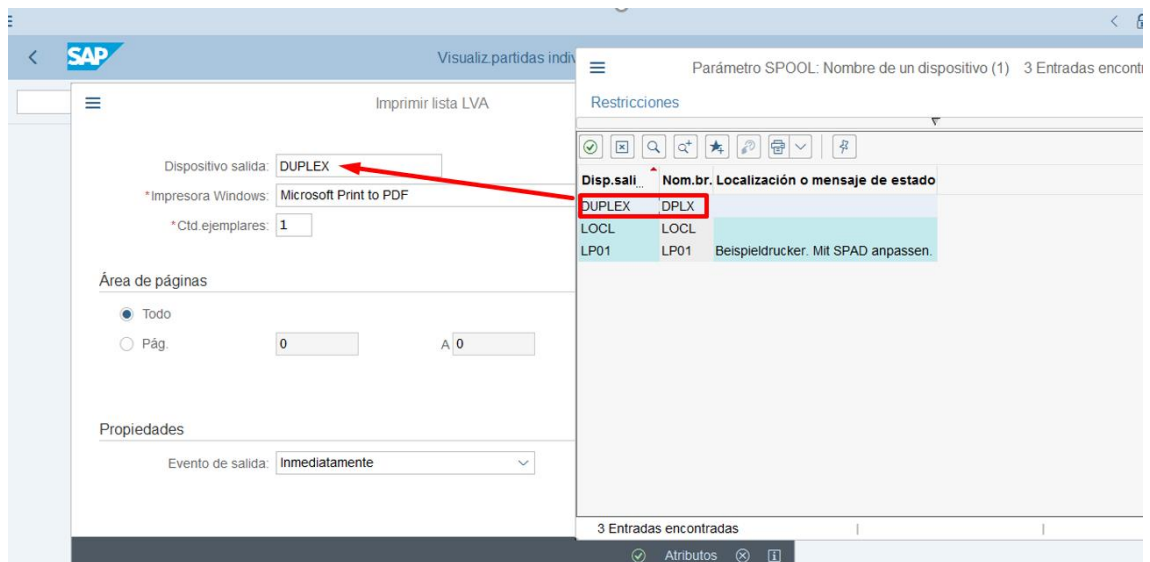 SAP
Visualiz.partidas indiv
Imprimir lista LVA
Dispositivo salida: DUPLEX
*Impresora Windows: Microsoft Print to PDF
*Ctd.ejemplares: 1
Área de páginas
Todo
Pág. 0 A 0
Propiedades
Evento de salida: Inmediatamente
Parámetro SPOOL: Nombre de un dispositivo (1) 3 Entradas encont
Restricciones
Disp.sali... Nom.br. Localización o mensaje de estado
DUPLEX DPLX
LOCL LOCL
LP01 LP01 Beispieldrucker. Mit SPAD anpassen.
3 Entradas encontradas
Atributos